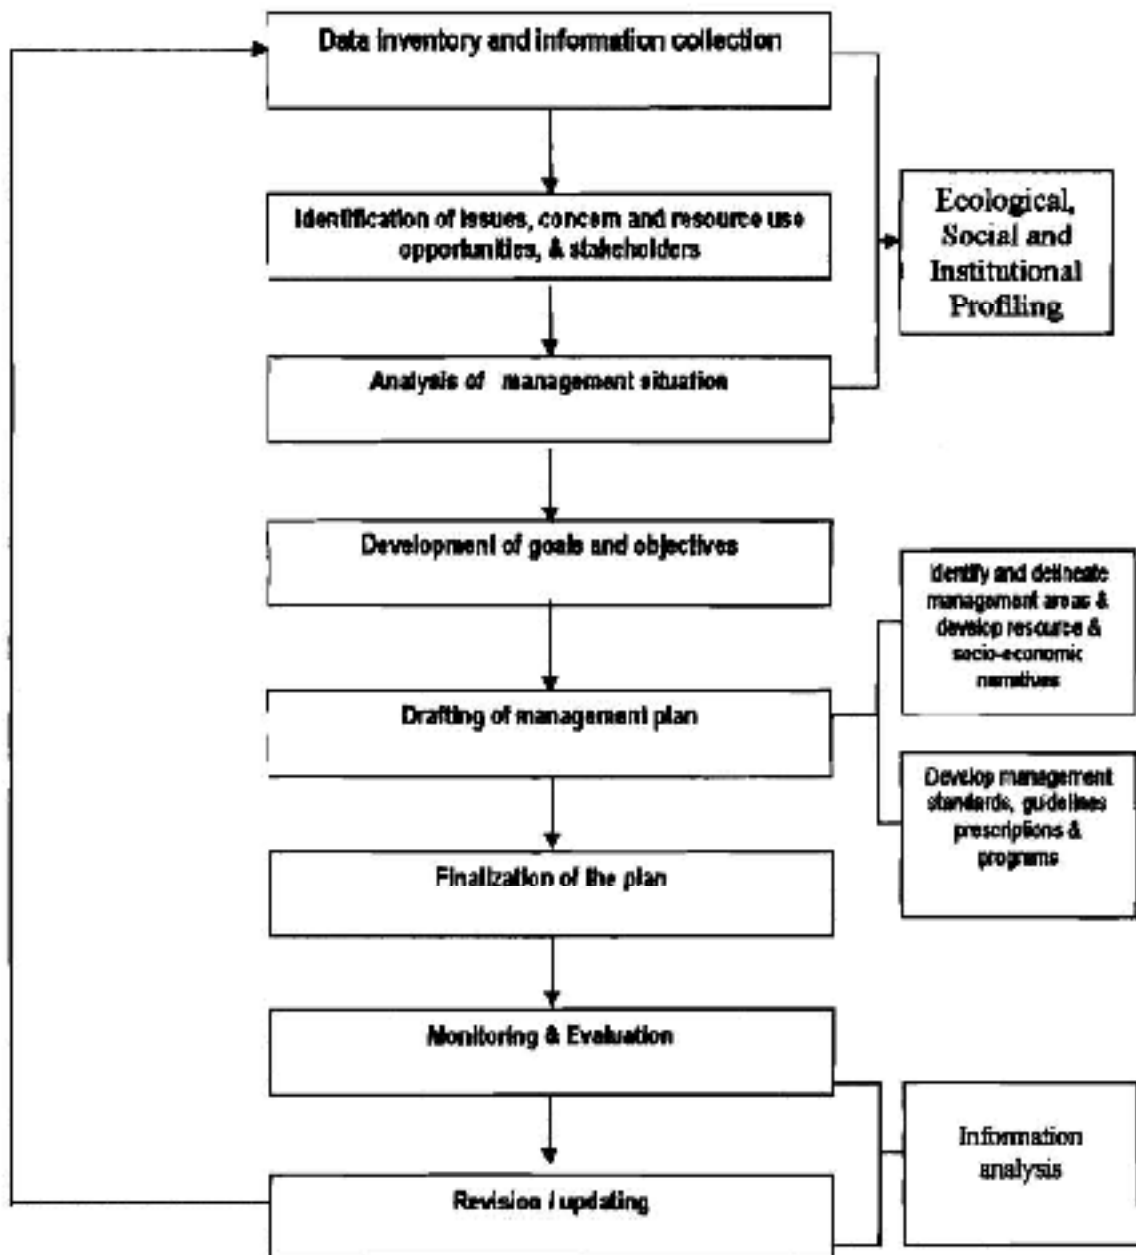 Data inventory and information collection
Identification of issues, concern and resource use
opportunities, & stakeholders
Ecological,
Social and
Institutional
Profiling
Analysis of management situation
Development of goals and objectives
Identify and delineate
management areas &
develop resource &
socio-economic
narratives
Drafting of management plan
Develop management
standards, guidelines
prescriptions &
programs
Finalization of the plan
Monitoring & Evaluation
Information
analysis
Revision / updating